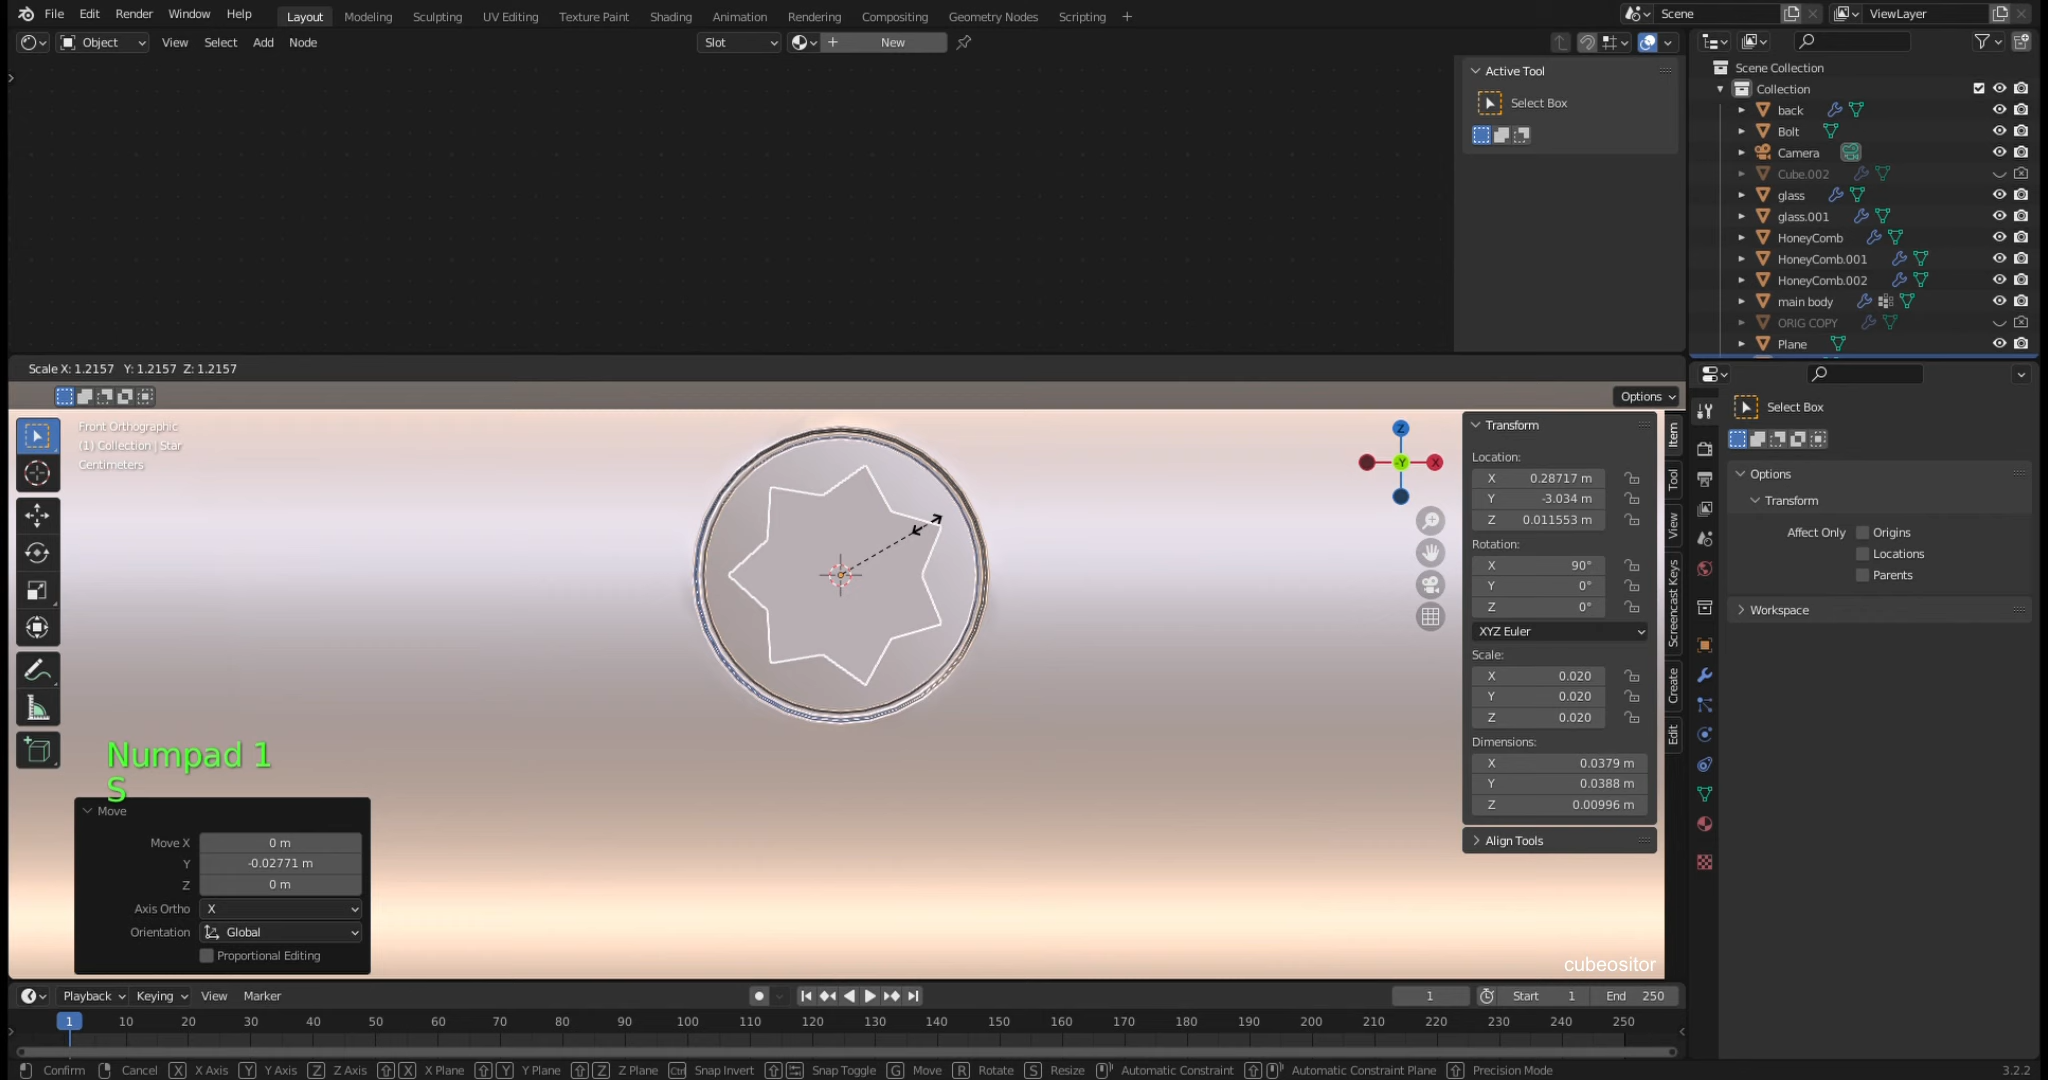 File Edit Render Window Help Layout Modeling Sculpting UV Editing Texture Paint Shading Animation Rendering Compositing Geometry Nodes Scripting + Scene ViewLayer
Object View Select Add Node Slot New
Active Tool
Select Box
Scene Collection
Collection
back
Bolt
Camera
Cube.002
glass
glass.001
HoneyComb
HoneyComb.001
HoneyComb.002
main body
ORIG COPY
Plane
Scale X: 1.2157 Y: 1.2157 Z: 1.2157
Options
Front Orthographic
(1) Collection | Star
Centimeters
Z
-Y
X
Transform
Location:
X 0.28717 m
Y -3.034 m
Z 0.011553 m
Rotation:
X 90°
Y 0°
Z 0°
XYZ Euler
Scale:
X 0.020
Y 0.020
Z 0.020
Dimensions:
X 0.0379 m
Y 0.0388 m
Z 0.00996 m
Align Tools
Item
Tool
View
Screencast Keys
Create
Edit
Select Box
Options
Transform
Affect Only Origins
Locations
Parents
Workspace
Numpad 1
S
Move
Move X 0 m
Y -0.02771 m
Z 0 m
Axis Ortho X
Orientation Global
Proportional Editing
cubeositor
Playback Keying View Marker 1 Start 1 End 250
1 10 20 30 40 50 60 70 80 90 100 110 120 130 140 150 160 170 180 190 200 210 220 230 240 250
Confirm Cancel X X Axis Y Y Axis Z Z Axis X X Plane Y Y Plane Z Z Plane Ctrl Snap Invert Snap Toggle G Move R Rotate S Resize Automatic Constraint Automatic Constraint Plane Precision Mode 3.2.2